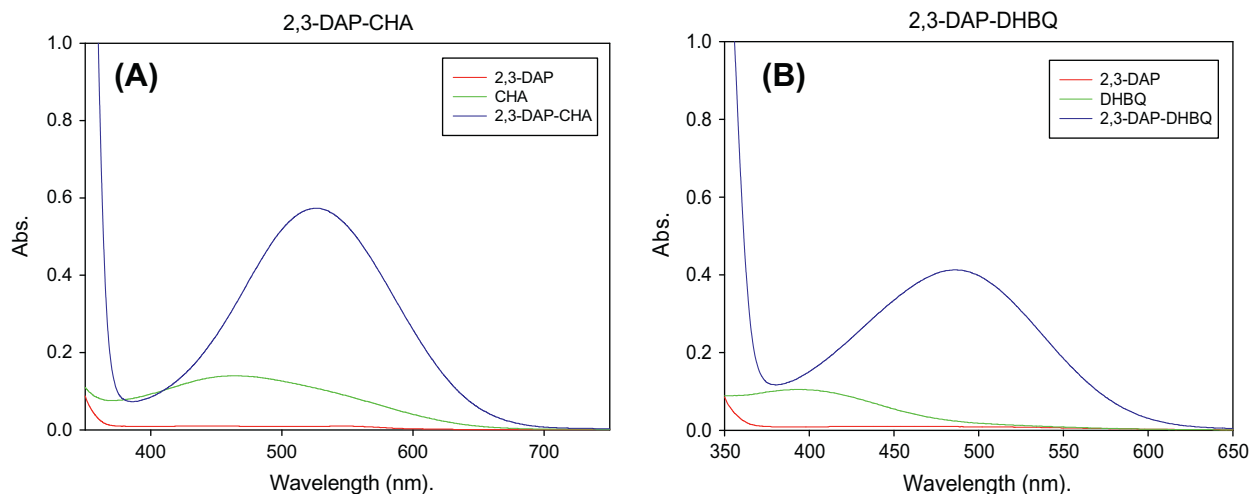 2,3-DAP-CHA
(A)
2,3-DAP
CHA
2,3-DAP-CHA
1.0
0.8
0.6
0.4
0.2
0.0
Abs.
400
500
600
700
Wavelength (nm).
2,3-DAP-DHBQ
(B)
2,3-DAP
DHBQ
2,3-DAP-DHBQ
1.0
0.8
0.6
0.4
0.2
0.0
Abs.
350
400
450
500
550
600
650
Wavelength (nm).